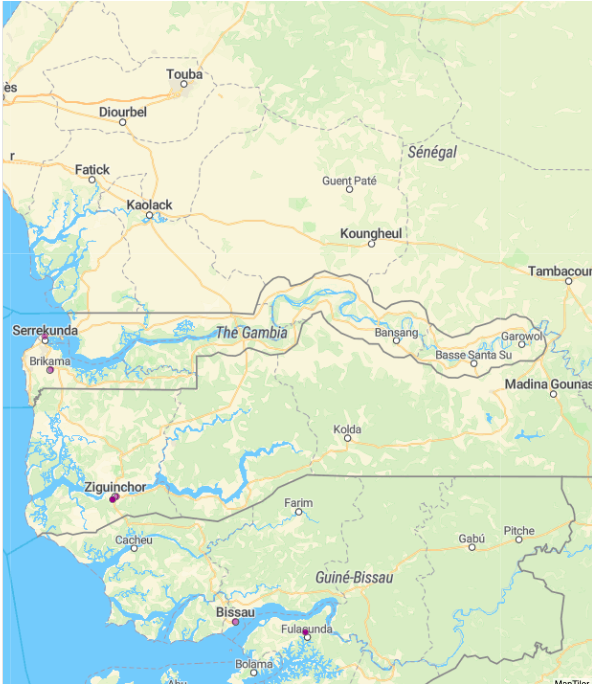 Touba
ès
Diourbel
r
Sénégal
Fatick
Guent Paté
Kaolack
Koungheul
Tambacour
Serrekunda
The Gambia
Bansang
Garowol
Brikama
Basse Santa Su
Madina Gounas
Kolda
Ziguinchor
Farim
Cacheu
Gabú
Pitche
Guiné-Bissau
Bissau
Fulacunda
Bolama
MapTiler